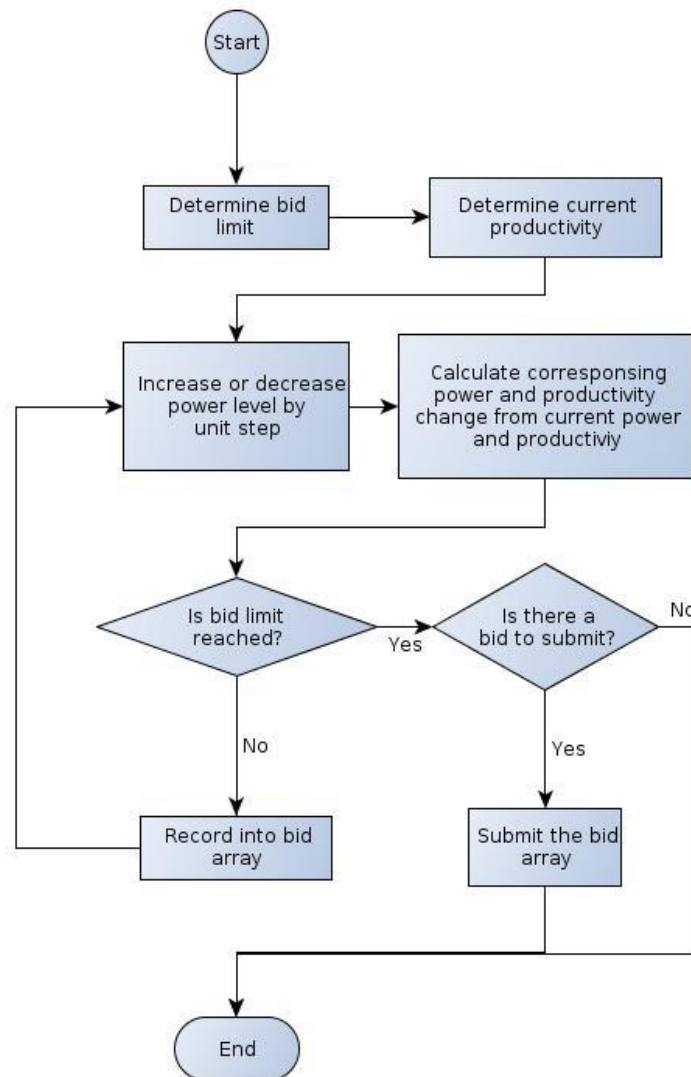 Start
Determine bid
limit
Determine current
productivity
Increase or decrease
power level by
unit step
Calculate corresponsing
power and productivity
change from current power
and productiviy
Is bid limit
reached?
Yes
Is there a
bid to submit?
No
No
Yes
Record into bid
array
Submit the bid
array
End